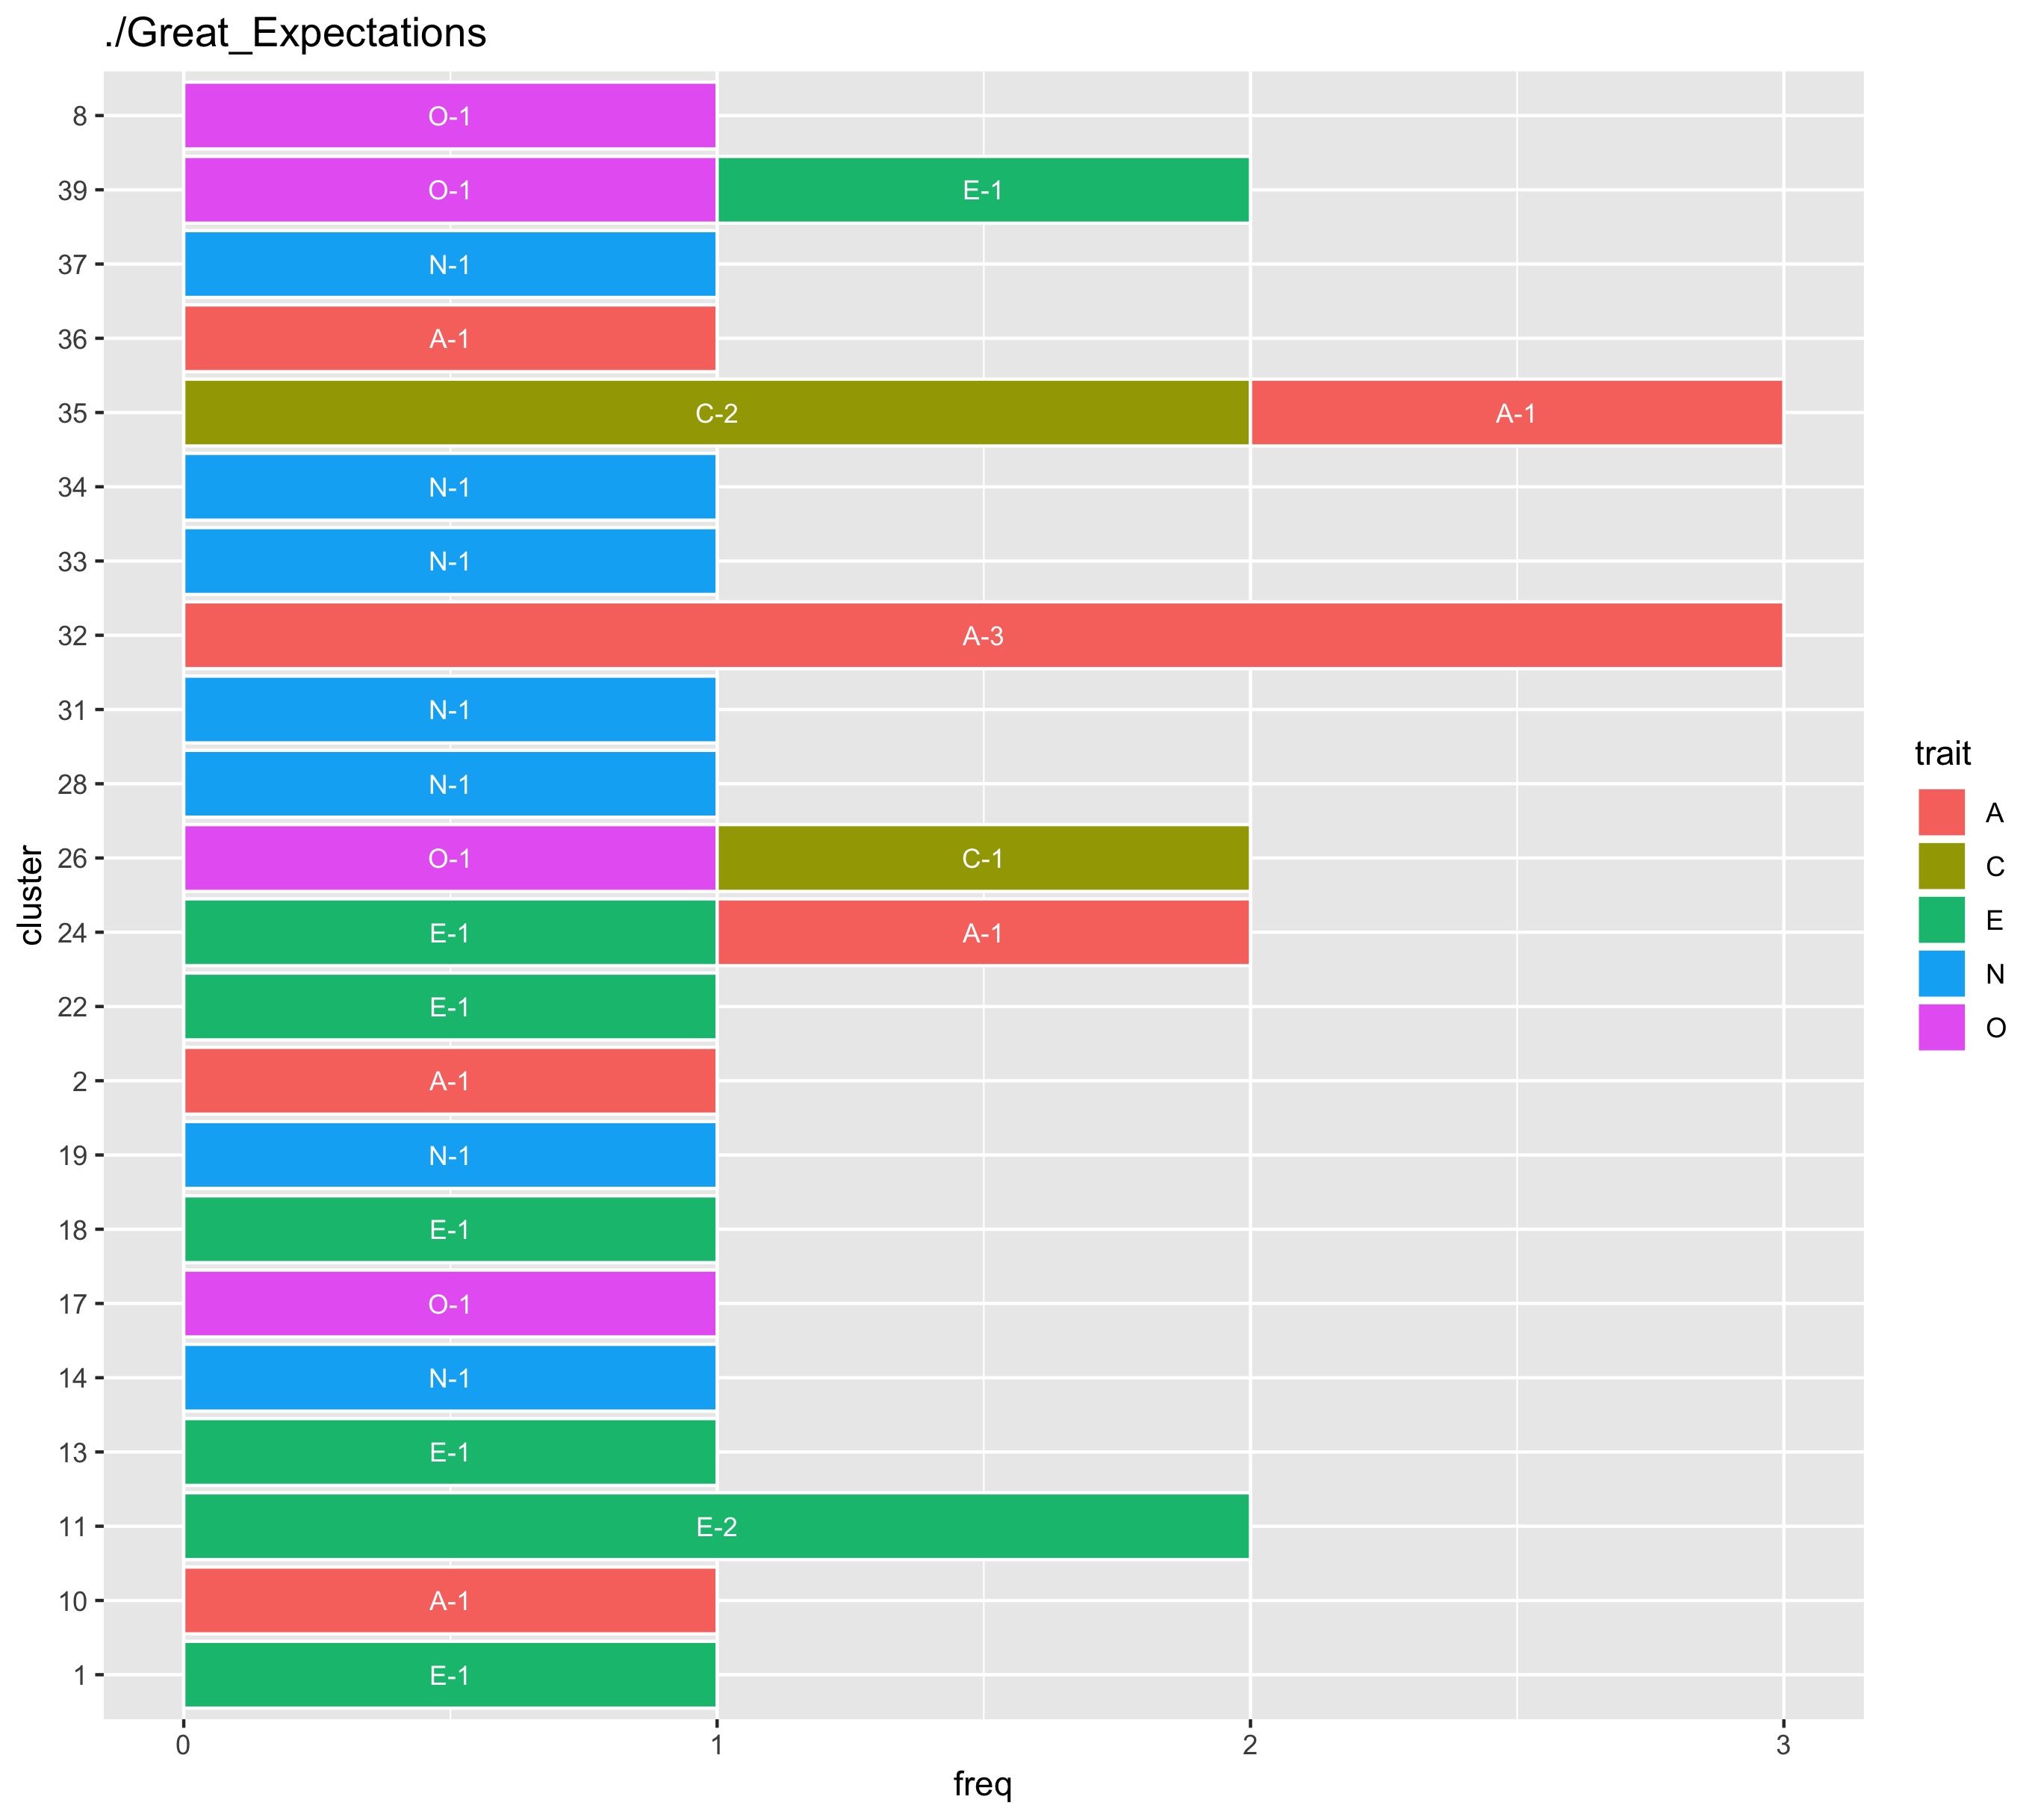 ./Great_Expectations
8 O-1
39 O-1 E-1
37 N-1
36 A-1
35 C-2 A-1
34 N-1
33 N-1
32 A-3
31 N-1
28 N-1
26 O-1 C-1
24 E-1 A-1
22 E-1
2 A-1
19 N-1
18 E-1
17 O-1
14 N-1
13 E-1
11 E-2
10 A-1
1 E-1
0 1 2 3
freq
cluster
trait
A
C
E
N
O